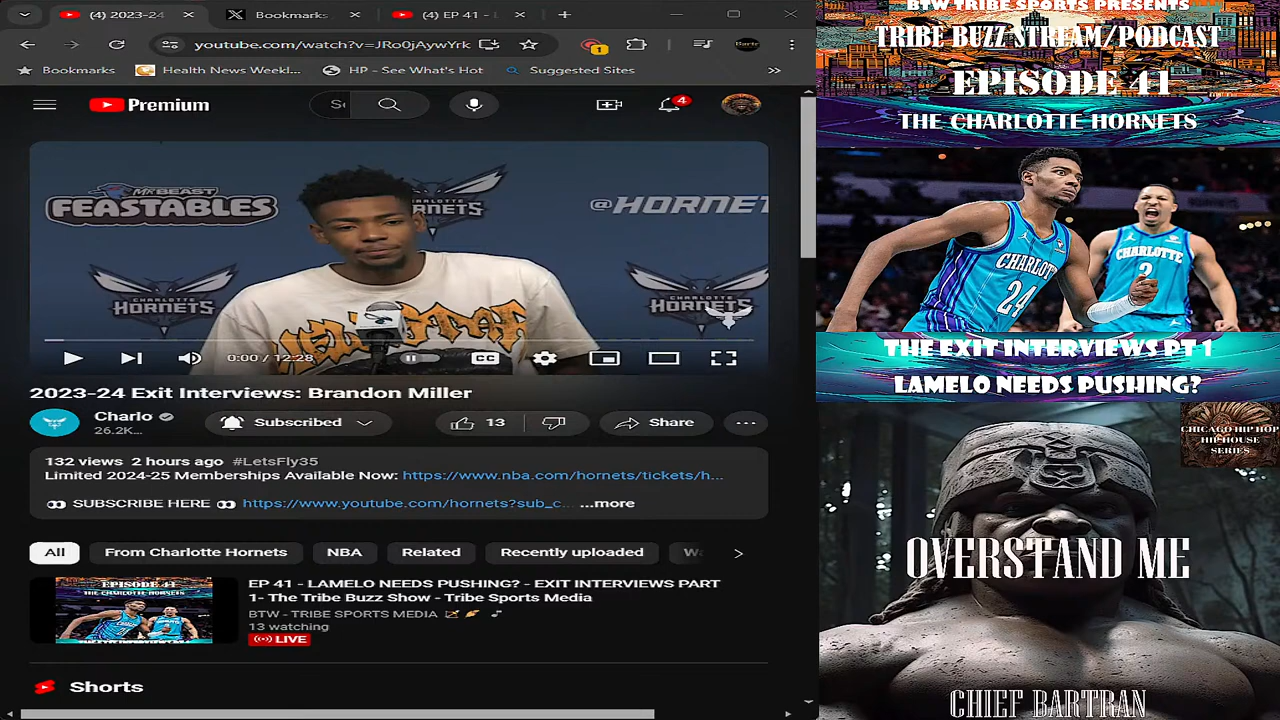 (4) 2023-24
Bookmarks
(4) EP 41 - L
youtube.com/watch?v=JRo0jAywYrk
1
Bookmarks
Health News Weekl...
HP - See What's Hot
Suggested Sites
Premium
4
MRBEAST
FEASTABLES
HORNETS
@HORNET
CHARLOTTE
HORNETS
CHARLOTTE
HORNETS
0:00 / 12:28
CC
2023-24 Exit Interviews: Brandon Miller
Charlo
26.2K...
Subscribed
13
Share
132 views 2 hours ago #LetsFly35
Limited 2024-25 Memberships Available Now: https://www.nba.com/hornets/tickets/h...
SUBSCRIBE HERE https://www.youtube.com/hornets?sub_c... ...more
All
From Charlotte Hornets
NBA
Related
Recently uploaded
EPISODE 41
THE CHARLOTTE HORNETS
EP 41 - LAMELO NEEDS PUSHING? - EXIT INTERVIEWS PART
1- The Tribe Buzz Show - Tribe Sports Media
BTW - TRIBE SPORTS MEDIA
13 watching
LIVE
Shorts
BTW TRIBE SPORTS PRESENTS
TRIBE BUZZ STREAM/PODCAST
EPISODE 41
THE CHARLOTTE HORNETS
CHARLOTTE
24
CHARLOTTE
2
THE EXIT INTERVIEWS PT 1
LAMELO NEEDS PUSHING?
CHICAGO HIP HOP
HIP HOUSE
SERIES
OVERSTAND ME
CHIEF BARTRAN